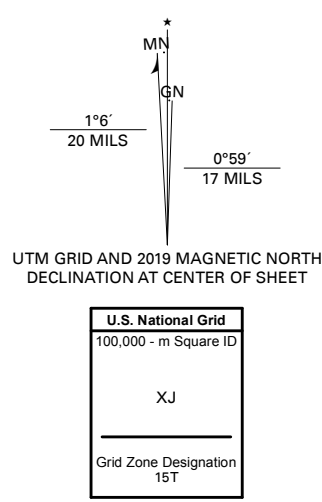 ★
MN
GN
1°6´
20 MILS
0°59´
17 MILS
UTM GRID AND 2019 MAGNETIC NORTH
DECLINATION AT CENTER OF SHEET
U.S. National Grid
100,000 - m Square ID
XJ
Grid Zone Designation
15T